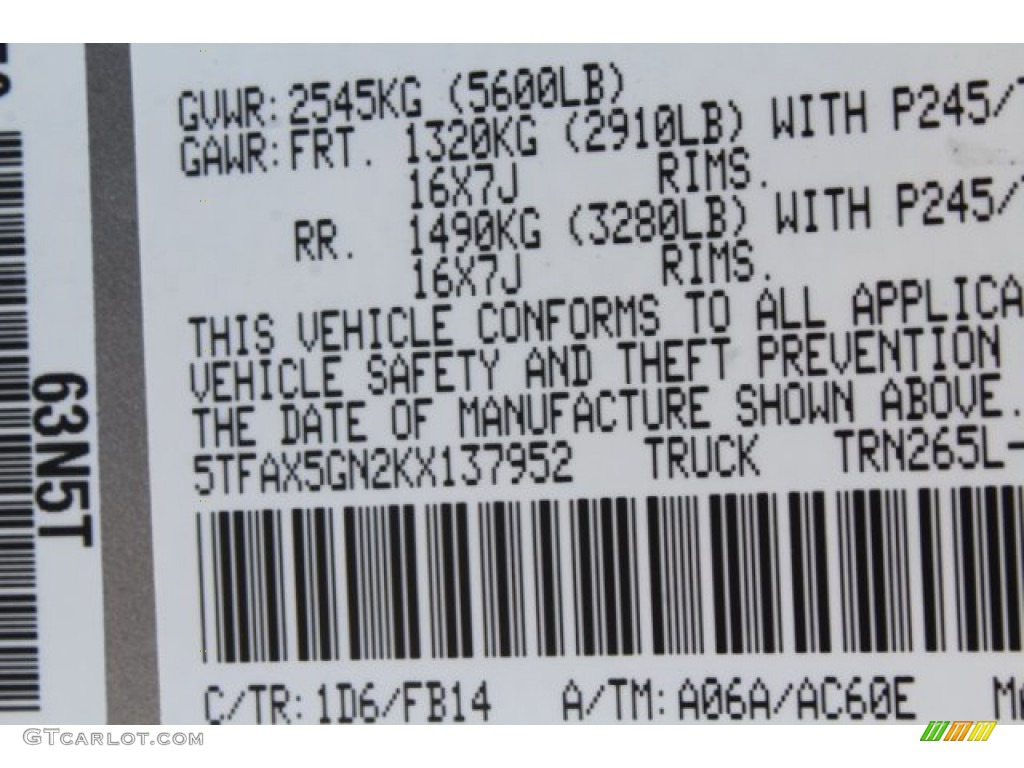 GVWR: 2545KG (5600LB)
GAWR: FRT. 1320KG (2910LB) WITH P245/
16X7J RIMS.
RR. 1490KG (3280LB) WITH P245/
16X7J RIMS.
THIS VEHICLE CONFORMS TO ALL APPLICA
VEHICLE SAFETY AND THEFT PREVENTION
THE DATE OF MANUFACTURE SHOWN ABOVE.
5TFAX5GN2KX137952 TRUCK TRN265L-
C/TR: 1D6/FB14 A/TM: A06A/AC60E
63N5T
GTcarlot.com